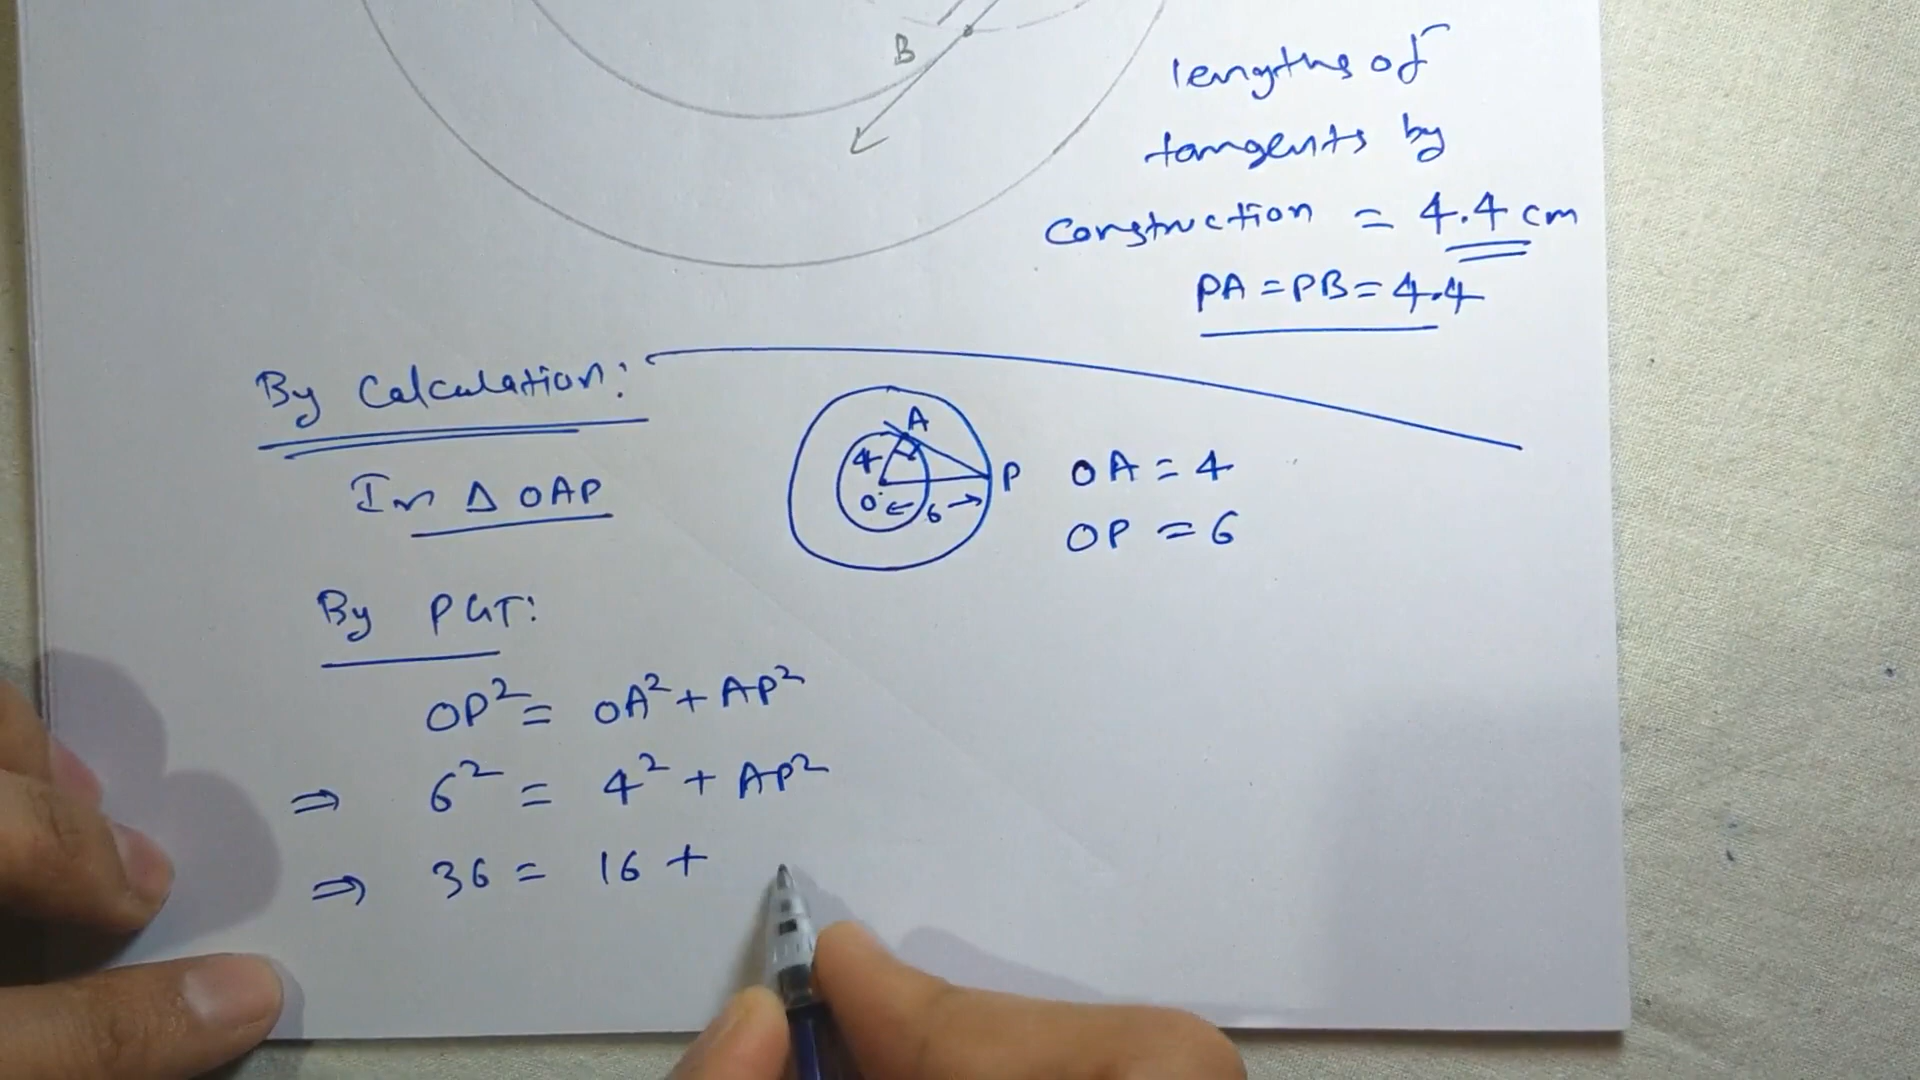 B
lengths of
tangents by
Construction = 4.4 cm
PA = PB = 4.4
By Calculation:
In Δ OAP
A
4
O
6
P
OA = 4
OP = 6
By PGT:
OP² = OA² + AP²
⇒ 6² = 4² + AP²
⇒ 36 = 16 +